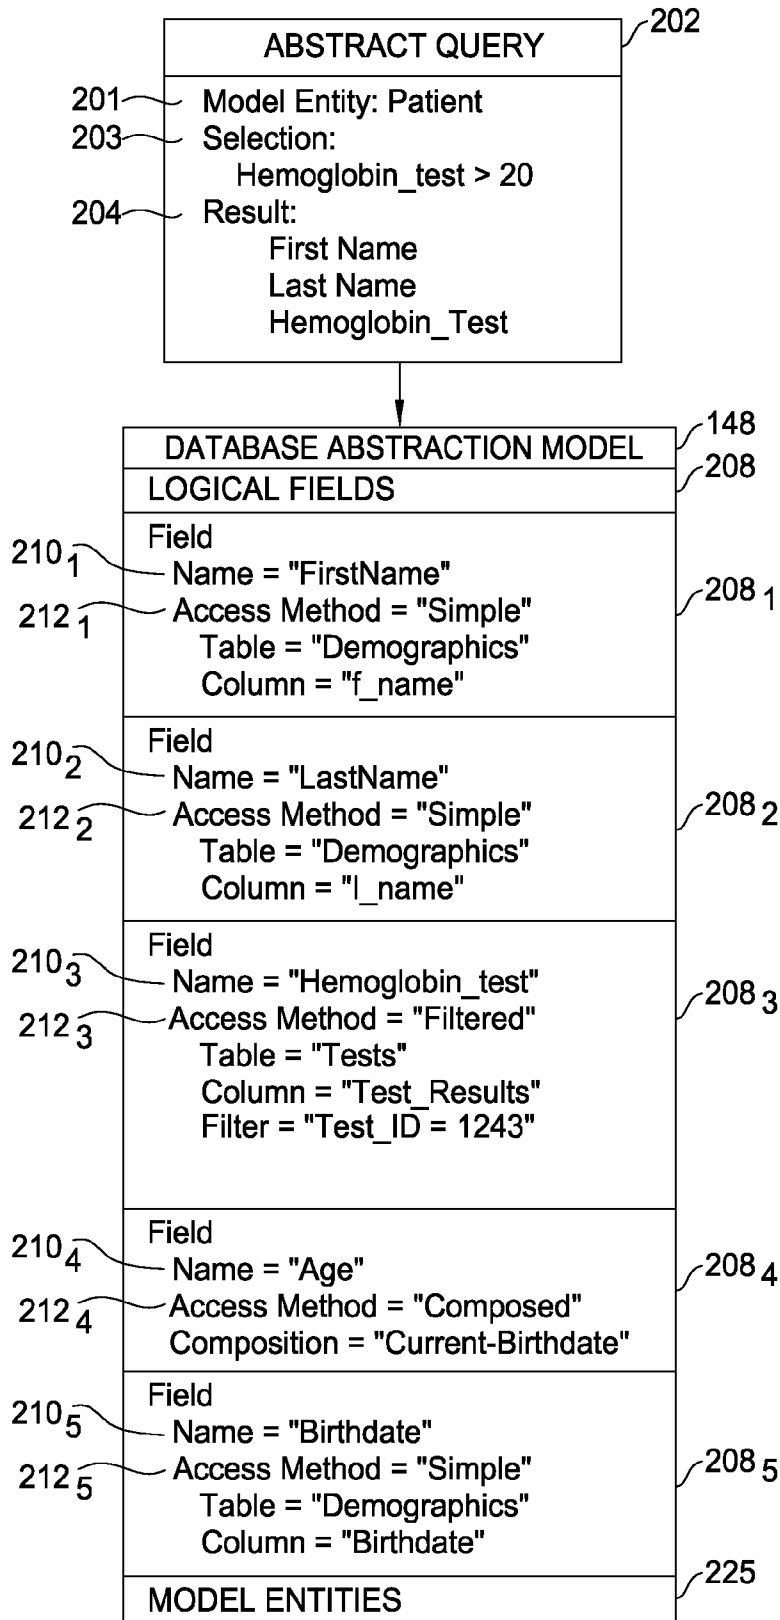 ABSTRACT QUERY 202
201 Model Entity: Patient
203 Selection:
Hemoglobin_test > 20
204 Result:
First Name
Last Name
Hemoglobin_Test
DATABASE ABSTRACTION MODEL 148
LOGICAL FIELDS 208
Field
210 1 Name = "FirstName"
212 1 Access Method = "Simple" 208 1
Table = "Demographics"
Column = "f_name"
Field
210 2 Name = "LastName"
212 2 Access Method = "Simple" 208 2
Table = "Demographics"
Column = "l_name"
Field
210 3 Name = "Hemoglobin_test" 208 3
212 3 Access Method = "Filtered"
Table = "Tests"
Column = "Test_Results"
Filter = "Test_ID = 1243"
Field
210 4 Name = "Age" 208 4
212 4 Access Method = "Composed"
Composition = "Current-Birthdate"
Field
210 5 Name = "Birthdate"
212 5 Access Method = "Simple" 208 5
Table = "Demographics"
Column = "Birthdate"
MODEL ENTITIES 225